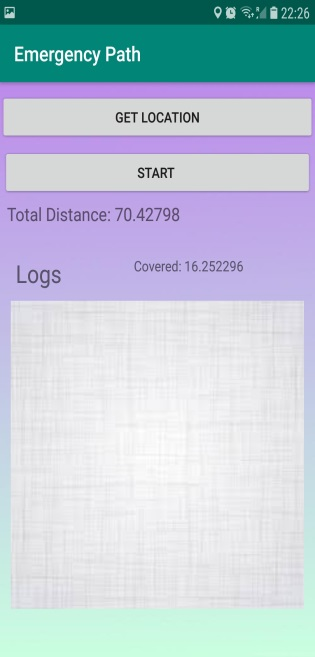 22:26
Emergency Path
GET LOCATION
START
Total Distance: 70.42798
Covered: 16.252296
Logs